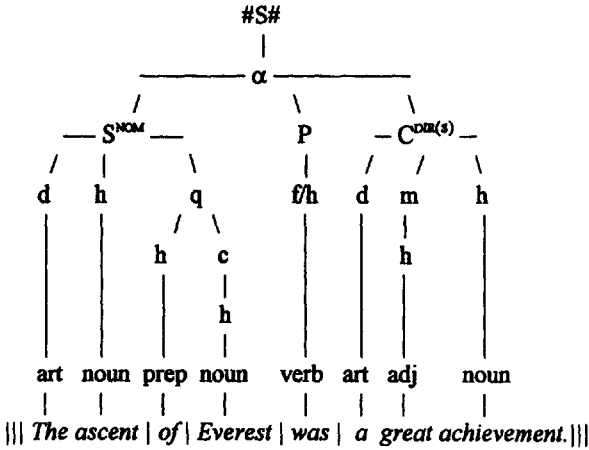 #S#
α
S^NOM P C^DIR(S)
d h q f/h d m h
h c h
h
art noun prep noun verb art adj noun
||| The ascent | of | Everest | was | a great achievement.|||